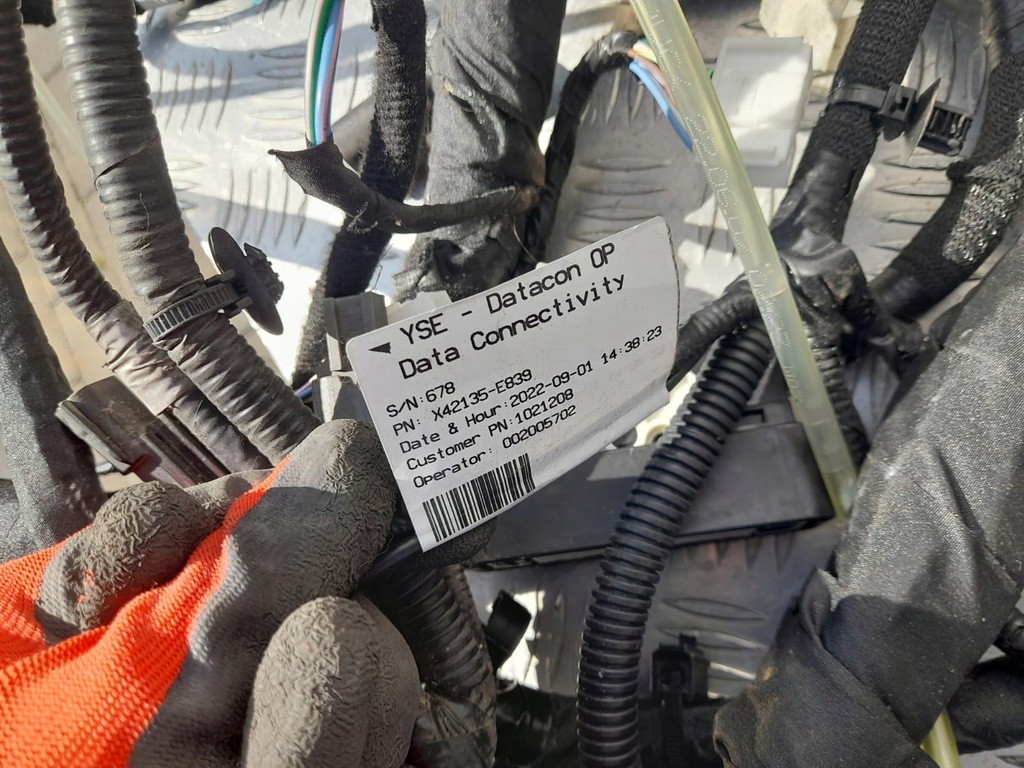 ◄ YSE - Datacon OP
Data Connectivity
S/N:678
PN: X42135-E839
Date & Hour:2022-09-01 14:38:23
Customer PN:1021208
Operator: 002005702